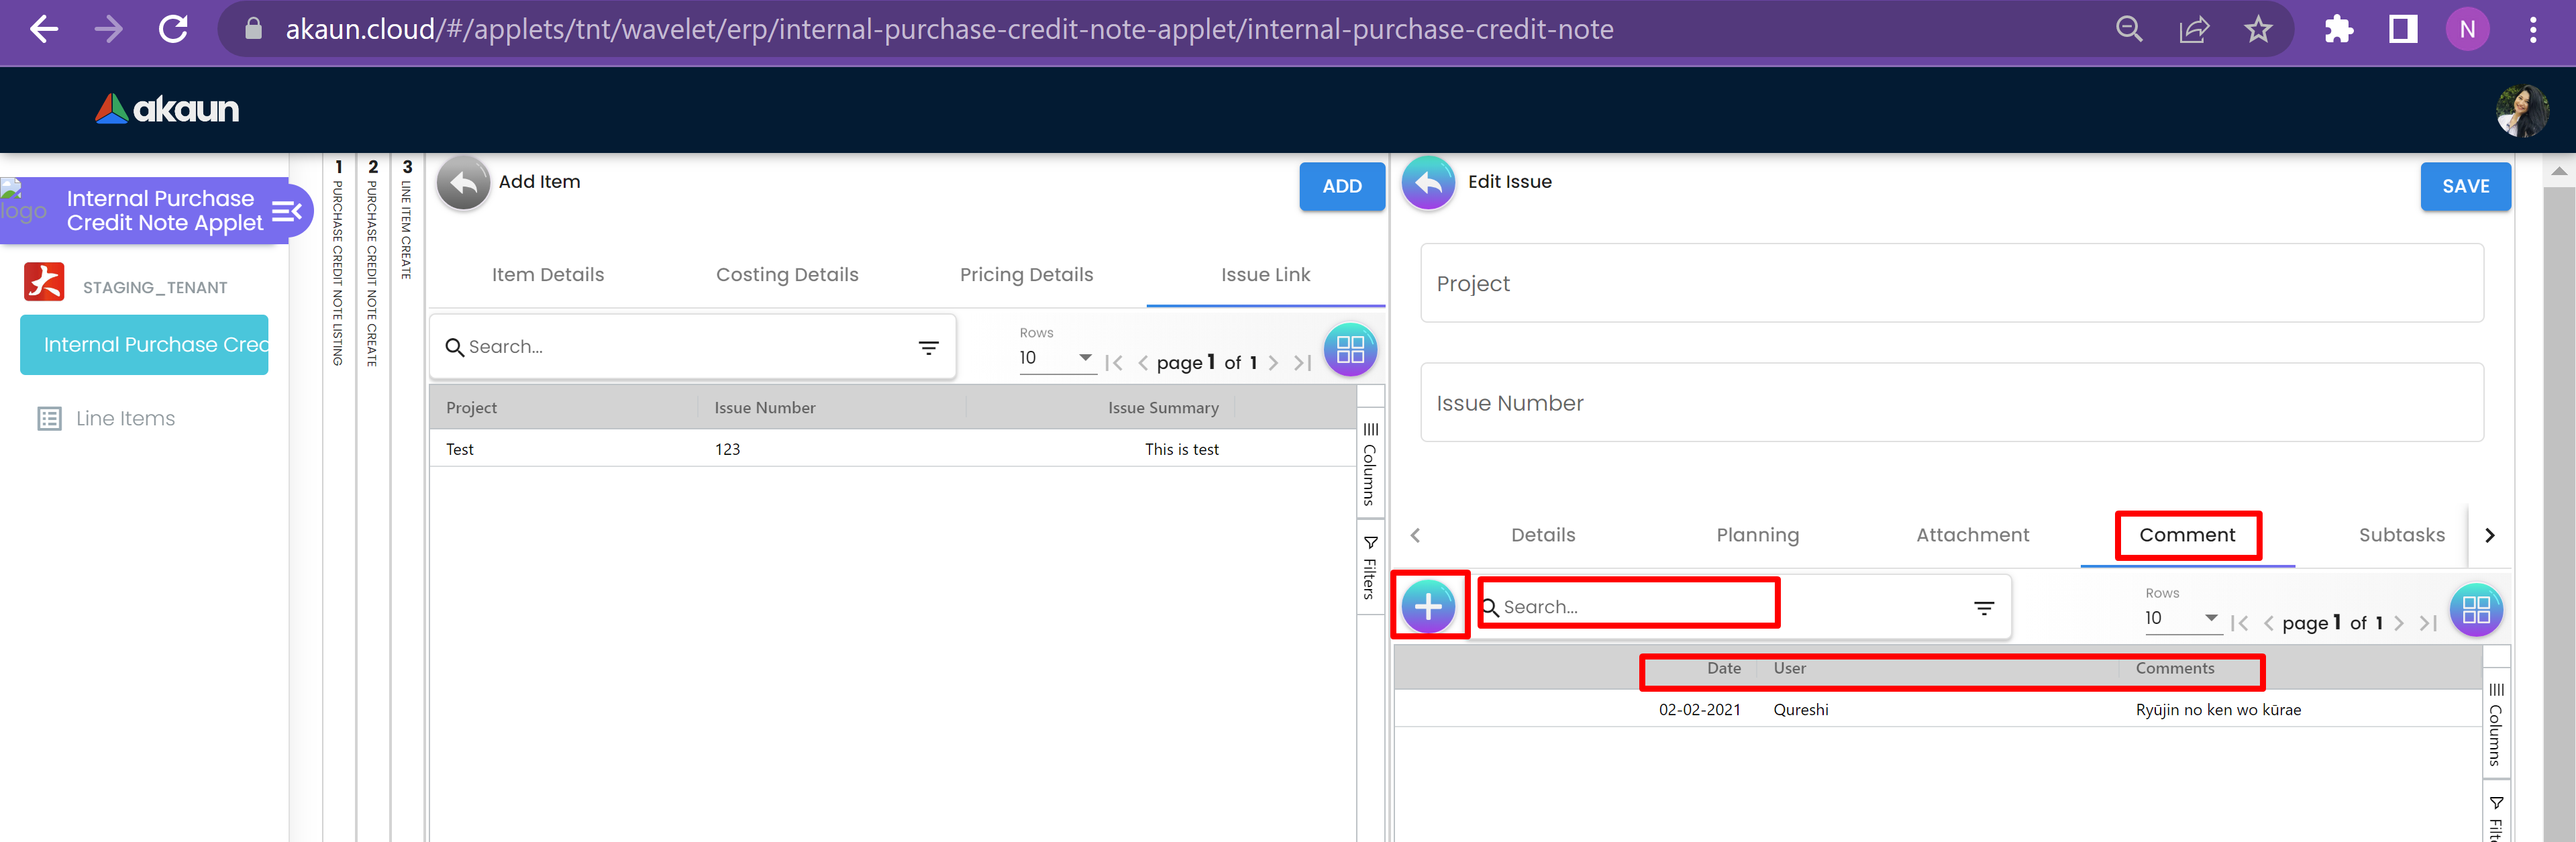 akaun.cloud/#/applets/tnt/wavelet/erp/internal-purchase-credit-note-applet/internal-purchase-credit-note
N
akaun
logo
Internal Purchase
Credit Note Applet
STAGING_TENANT
Internal Purchase Cred
Line Items
1 PURCHASE CREDIT NOTE LISTING
2 PURCHASE CREDIT NOTE CREATE
3 LINE ITEM CREATE
Add Item
ADD
Item Details
Costing Details
Pricing Details
Issue Link
Search...
Rows
10
page 1 of 1
Project
Issue Number
Issue Summary
Test
123
This is test
Columns
Filters
Edit Issue
SAVE
Project
Issue Number
Details
Planning
Attachment
Comment
Subtasks
Search...
Rows
10
page 1 of 1
Date
User
Comments
02-02-2021
Qureshi
Ryūjin no ken wo kūrae
Columns
Filte